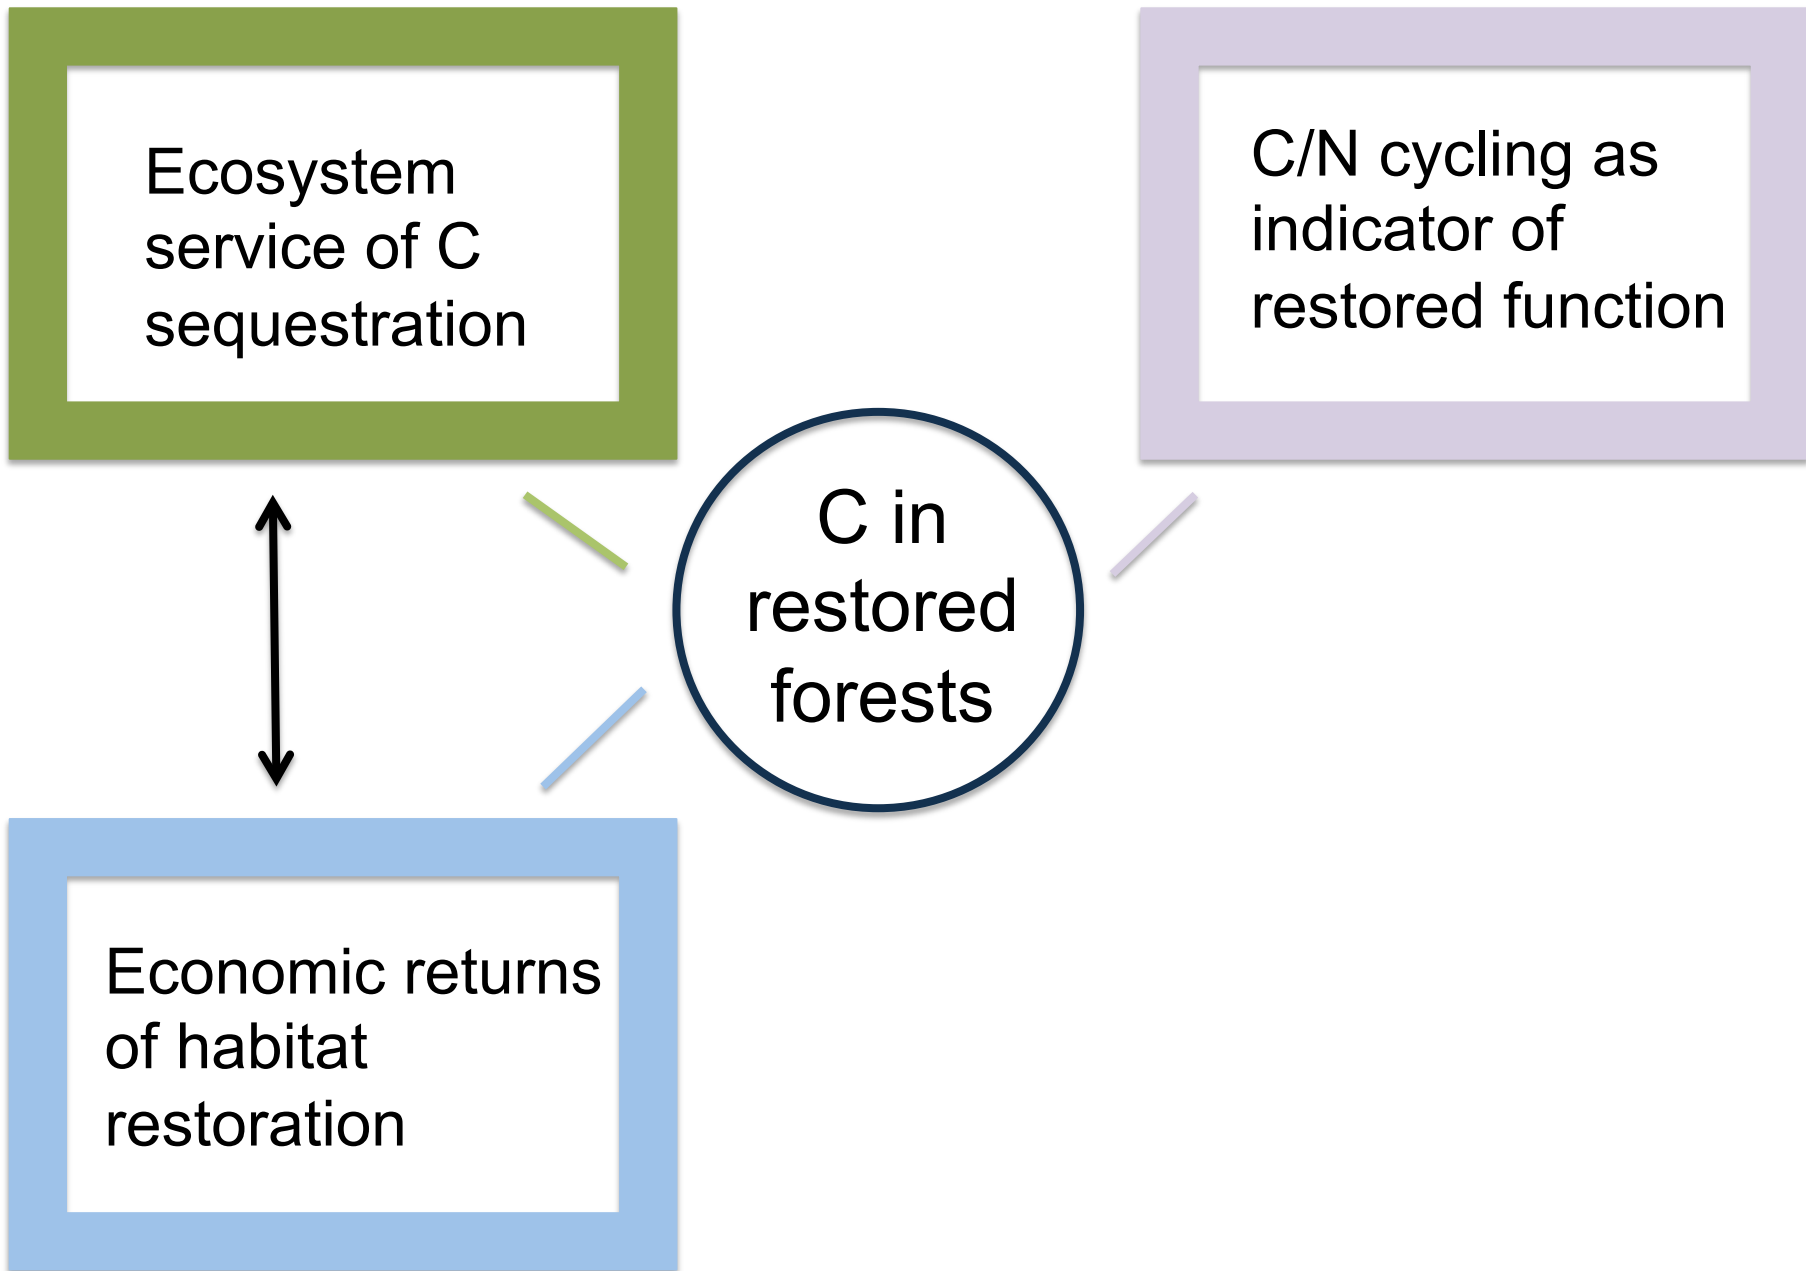 Ecosystem
service of C
sequestration
C/N cycling as
indicator of
restored function
C in
restored
forests
Economic returns
of habitat
restoration